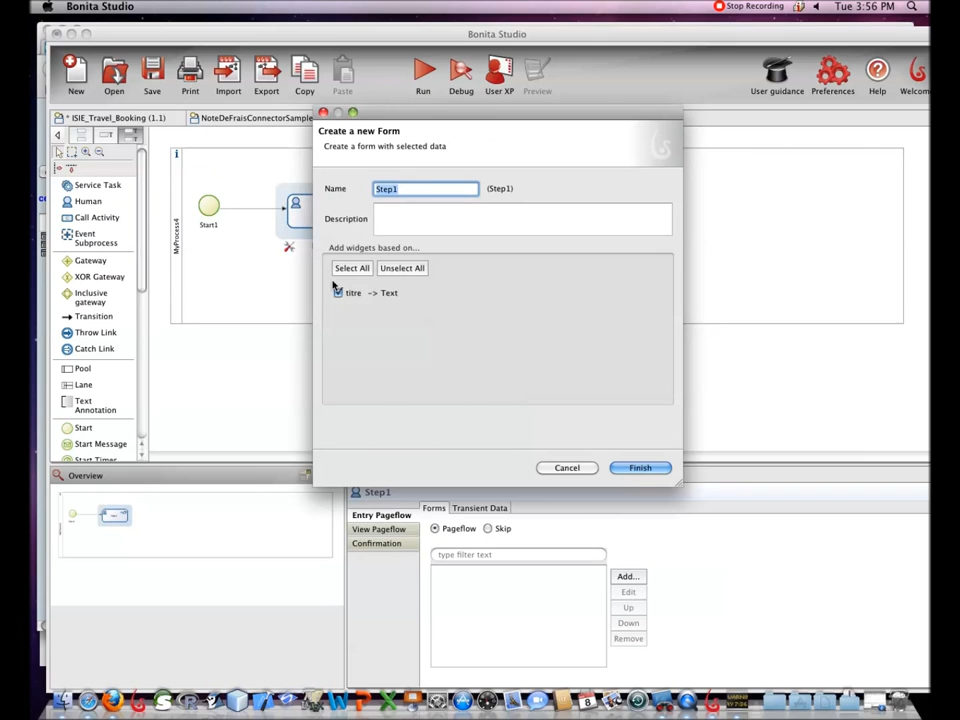 Bonita Studio
Stop Recording
Tue 3:56 PM
Bonita Studio
New
Open
Save
Print
Import
Export
Copy
Paste
Run
Debug
User XP
Preview
User guidance
Preferences
Help
Welcom
* ISIE_Travel_Booking (1.1)
NoteDeFraisConnectorSample
Create a new Form
Create a form with selected data
Name
Step1
(Step1)
Description
Add widgets based on...
Select All
Unselect All
titre -> Text
Cancel
Finish
Service Task
Human
Call Activity
Event
Subprocess
Gateway
XOR Gateway
Inclusive
gateway
Transition
Throw Link
Catch Link
Pool
Lane
Text
Annotation
Start
Start Message
Start Timer
MyProcess4
Start1
Overview
Step1
Entry Pageflow
View Pageflow
Confirmation
Forms
Transient Data
Pageflow
Skip
type filter text
Add...
Edit
Up
Down
Remove